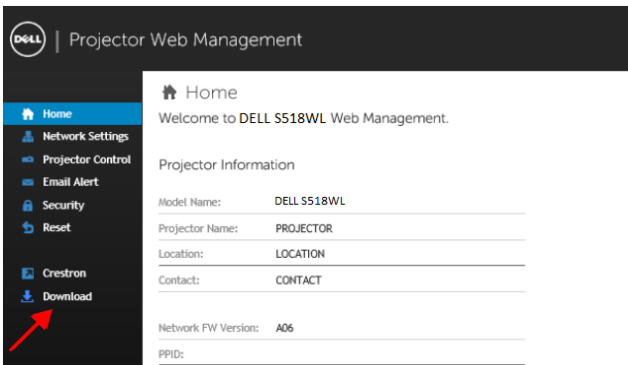 DELL | Projector Web Management
Home
Welcome to DELL S518WL Web Management.
Home
Network Settings
Projector Control
Email Alert
Security
Reset
Crestron
Download
Projector Information
Model Name: DELL S518WL
Projector Name: PROJECTOR
Location: LOCATION
Contact: CONTACT
Network FW Version: A06
PPID: